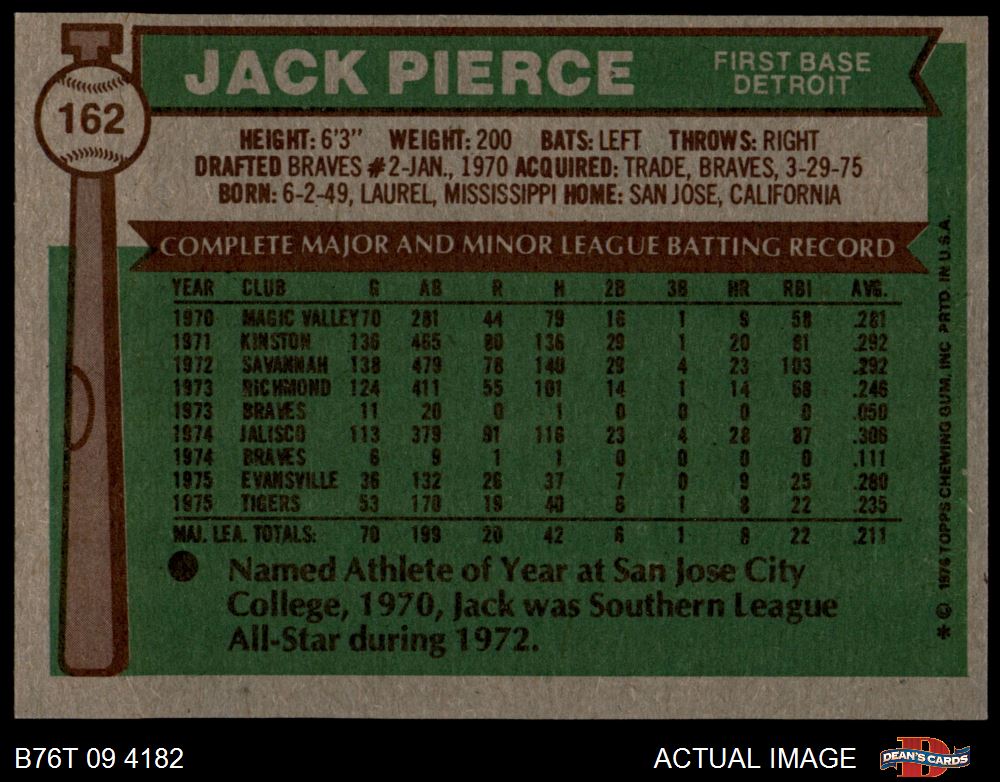 162
JACK PIERCE
FIRST BASE
DETROIT
HEIGHT: 6'3" WEIGHT: 200 BATS: LEFT THROWS: RIGHT
DRAFTED BRAVES #2-JAN., 1970 ACQUIRED: TRADE, BRAVES, 3-29-75
BORN: 6-2-49, LAUREL, MISSISSIPPI HOME: SAN JOSE, CALIFORNIA
COMPLETE MAJOR AND MINOR LEAGUE BATTING RECORD
YEAR CLUB G AB R H 2B 3B HR RBI AVG.
1970 MAGIC VALLEY 70 281 44 79 16 1 9 58 .281
1971 KINSTON 136 465 80 136 29 1 20 81 .292
1972 SAVANNAH 138 479 78 140 29 4 23 103 .292
1973 RICHMOND 124 411 55 101 14 1 14 68 .246
1973 BRAVES 11 20 0 1 0 0 0 0 .050
1974 JALISCO 113 379 91 116 23 4 28 87 .306
1974 BRAVES 6 9 1 1 0 0 0 0 .111
1975 EVANSVILLE 36 132 26 37 7 0 9 25 .280
1975 TIGERS 53 170 19 40 6 1 8 22 .235
MAJ. LEA. TOTALS: 70 199 20 42 6 1 8 22 .211
Named Athlete of Year at San Jose City
College, 1970, Jack was Southern League
All-Star during 1972.
* © 1976 TOPPS CHEWING GUM, INC. PRTD. IN U.S.A.
B76T 09 4182
ACTUAL IMAGE
DEAN'S CARDS